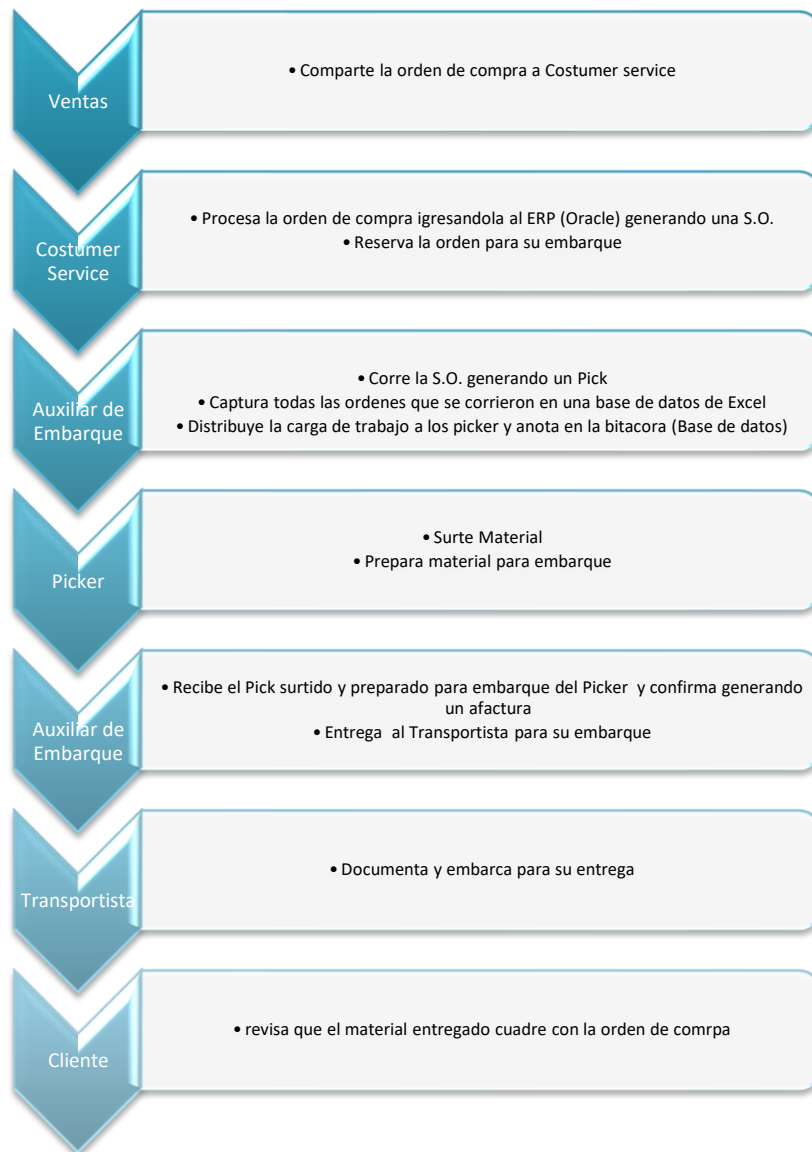 Ventas
• Comparte la orden de compra a Costumer service
Costumer
Service
• Procesa la orden de compra igresandola al ERP (Oracle) generando una S.O.
• Reserva la orden para su embarque
Auxiliar de
Embarque
• Corre la S.O. generando un Pick
• Captura todas las ordenes que se corrieron en una base de datos de Excel
• Distribuye la carga de trabajo a los picker y anota en la bitacora (Base de datos)
Picker
• Surte Material
• Prepara material para embarque
Auxiliar de
Embarque
• Recibe el Pick surtido y preparado para embarque del Picker y confirma generando
un afactura
• Entrega al Transportista para su embarque
Transportista
• Documenta y embarca para su entrega
Cliente
• revisa que el material entregado cuadre con la orden de comrpa